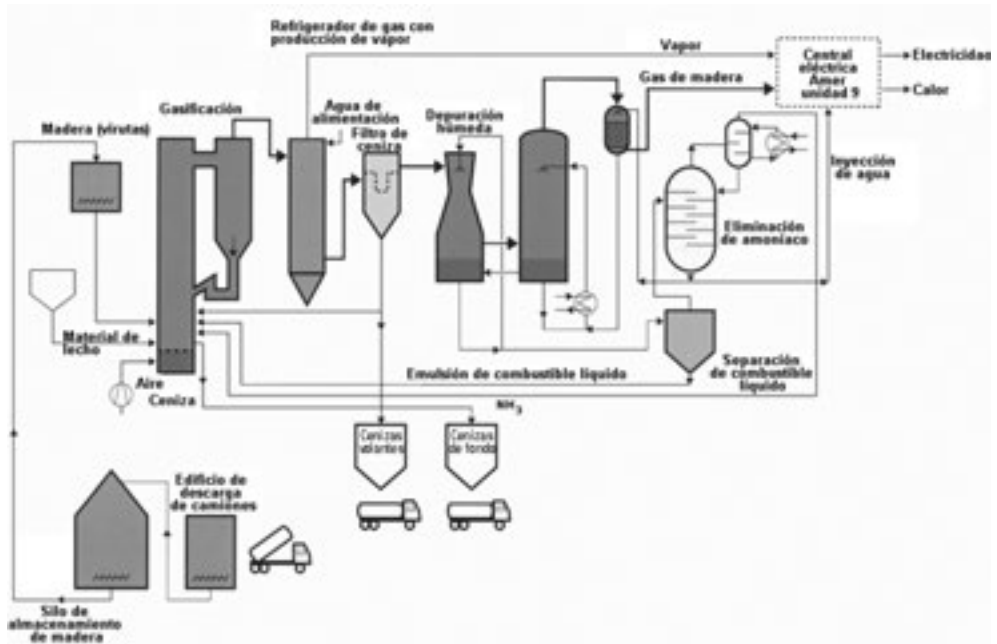 Refrigerador de gas con
producción de vapor
Vapor
Central
eléctrica
Amer
unidad 9
Electricidad
Gas de madera
Calor
Gasificación
Agua de
alimentación
Filtro de
ceniza
Depuración
húmeda
Madera (virutas)
Inyección
de agua
Eliminación
de amoníaco
Material de
lecho
Separación
de combustible
líquido
Emulsión de combustible líquido
Aire
Ceniza
NH3
Cenizas
volantes
Cenizas
de fondo
Edificio de
descarga
de camiones
Silo de
almacenamiento
de madera